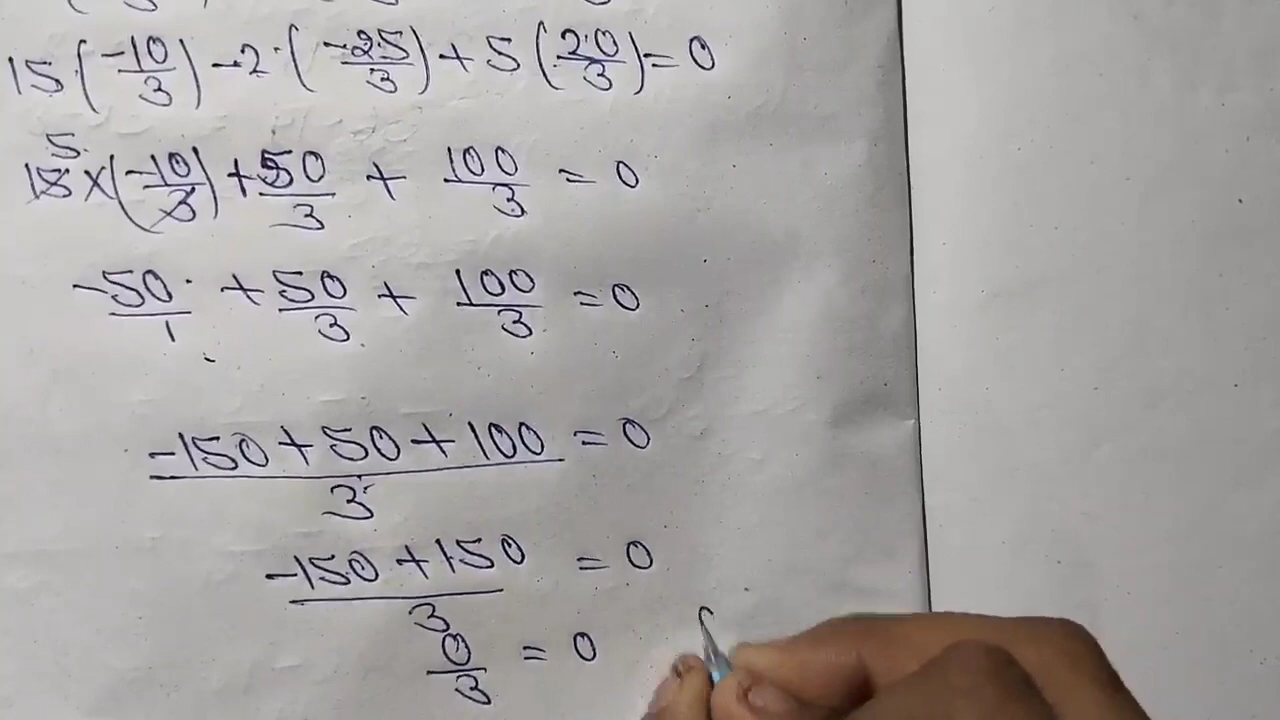 15(-10/3) -2·(-25/3) + 5(20/3) = 0
5
15×(-10/3) + 50/3 + 100/3 = 0
-50/1 + 50/3 + 100/3 = 0
-150+50+100/3 = 0
-150+150/3 = 0
0/3 = 0